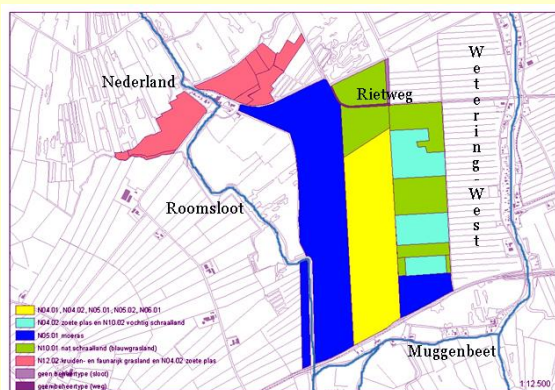 Nederland
Rietweg
Wetering-West
Roomsloot
Muggenbeet
N04.01, N04.02, N05.01, N05.02, N06.01
N04.02 zoete plas en N10.02 vochtig schraalland
N05.01 moeras
N10.01 nat schraalland (blauwgrasland)
N12.02 kruiden- en faunarijk grasland en N04.02 zoete plas
geen beheertype (sloot)
geen beheertype (weg)
1:12.500